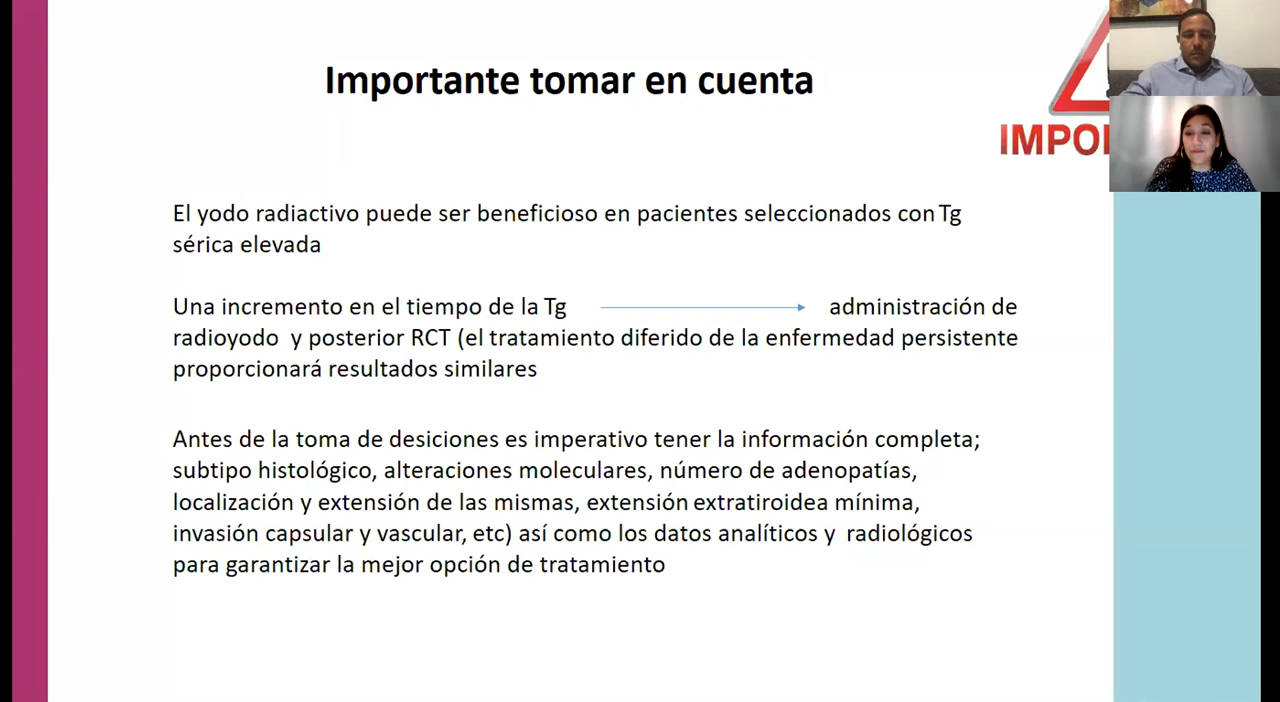 Importante tomar en cuenta
IMPO
El yodo radiactivo puede ser beneficioso en pacientes seleccionados con Tg
sérica elevada
Una incremento en el tiempo de la Tg administración de
radioyodo y posterior RCT (el tratamiento diferido de la enfermedad persistente
proporcionará resultados similares
Antes de la toma de desiciones es imperativo tener la información completa;
subtipo histológico, alteraciones moleculares, número de adenopatías,
localización y extensión de las mismas, extensión extratiroidea mínima,
invasión capsular y vascular, etc) así como los datos analíticos y radiológicos
para garantizar la mejor opción de tratamiento